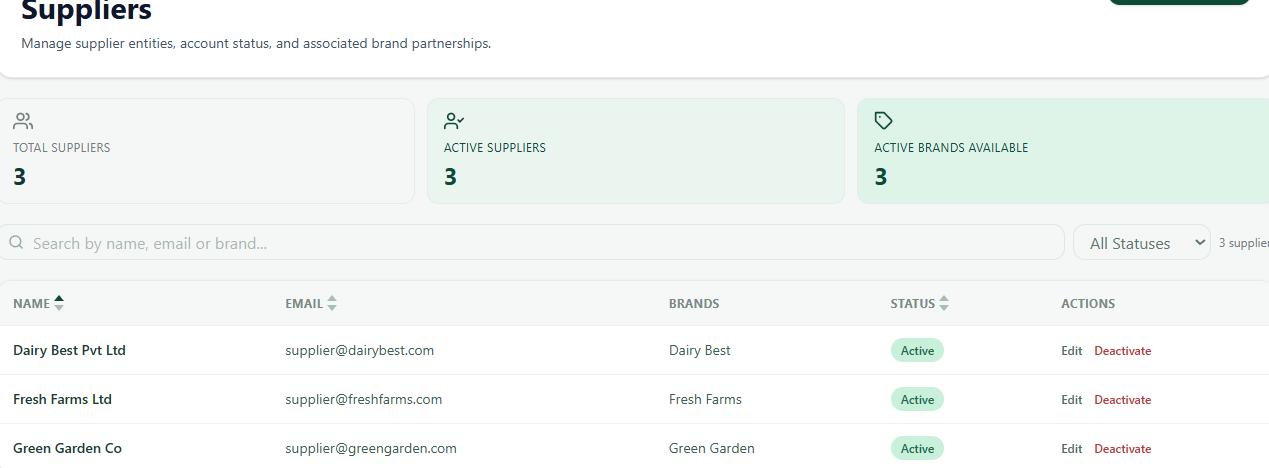 Suppliers
Manage supplier entities, account status, and associated brand partnerships.
TOTAL SUPPLIERS
3
ACTIVE SUPPLIERS
3
ACTIVE BRANDS AVAILABLE
3
Search by name, email or brand...
All Statuses
3 supplier
NAME EMAIL BRANDS STATUS ACTIONS
Dairy Best Pvt Ltd supplier@dairybest.com Dairy Best Active Edit Deactivate
Fresh Farms Ltd supplier@freshfarms.com Fresh Farms Active Edit Deactivate
Green Garden Co supplier@greengarden.com Green Garden Active Edit Deactivate